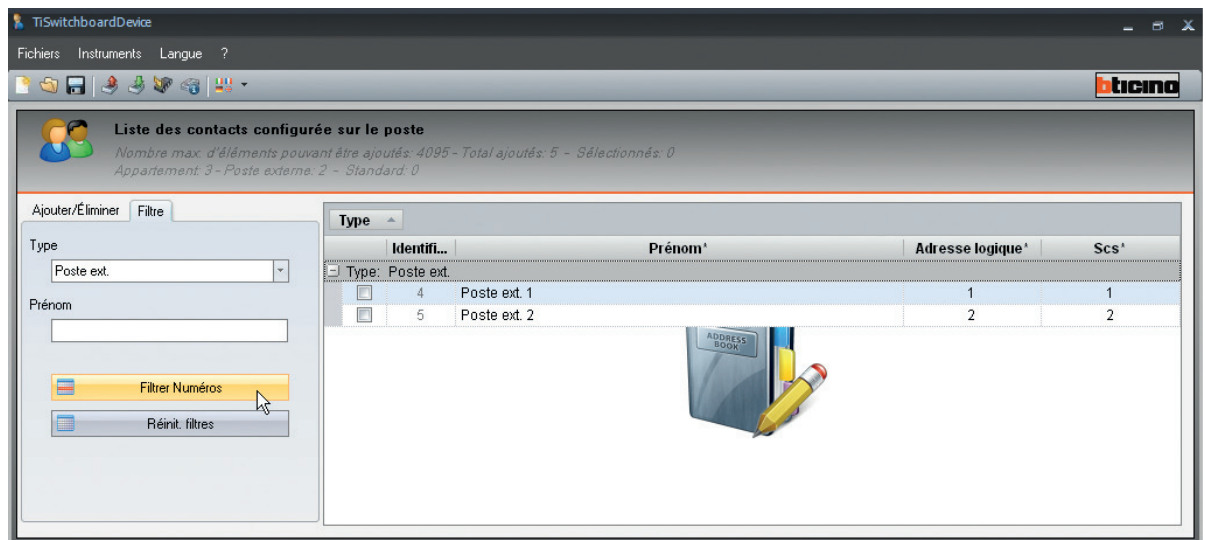 TiSwitchboardDevice
Fichiers Instruments Langue ?
bticino
Liste des contacts configurée sur le poste
Nombre max. d'éléments pouvant être ajoutés: 4095 - Total ajoutés: 5 - Sélectionnés: 0
Appartement: 3 - Poste externe: 2 - Standard: 0
Ajouter/Éliminer Filtre
Type
Poste ext.
Prénom
Filtrer Numéros
Réinit. filtres
Type
Identifi... Prénom* Adresse logique* Scs*
Type: Poste ext.
4 Poste ext. 1 1 1
5 Poste ext. 2 2 2
ADDRESS
BOOK